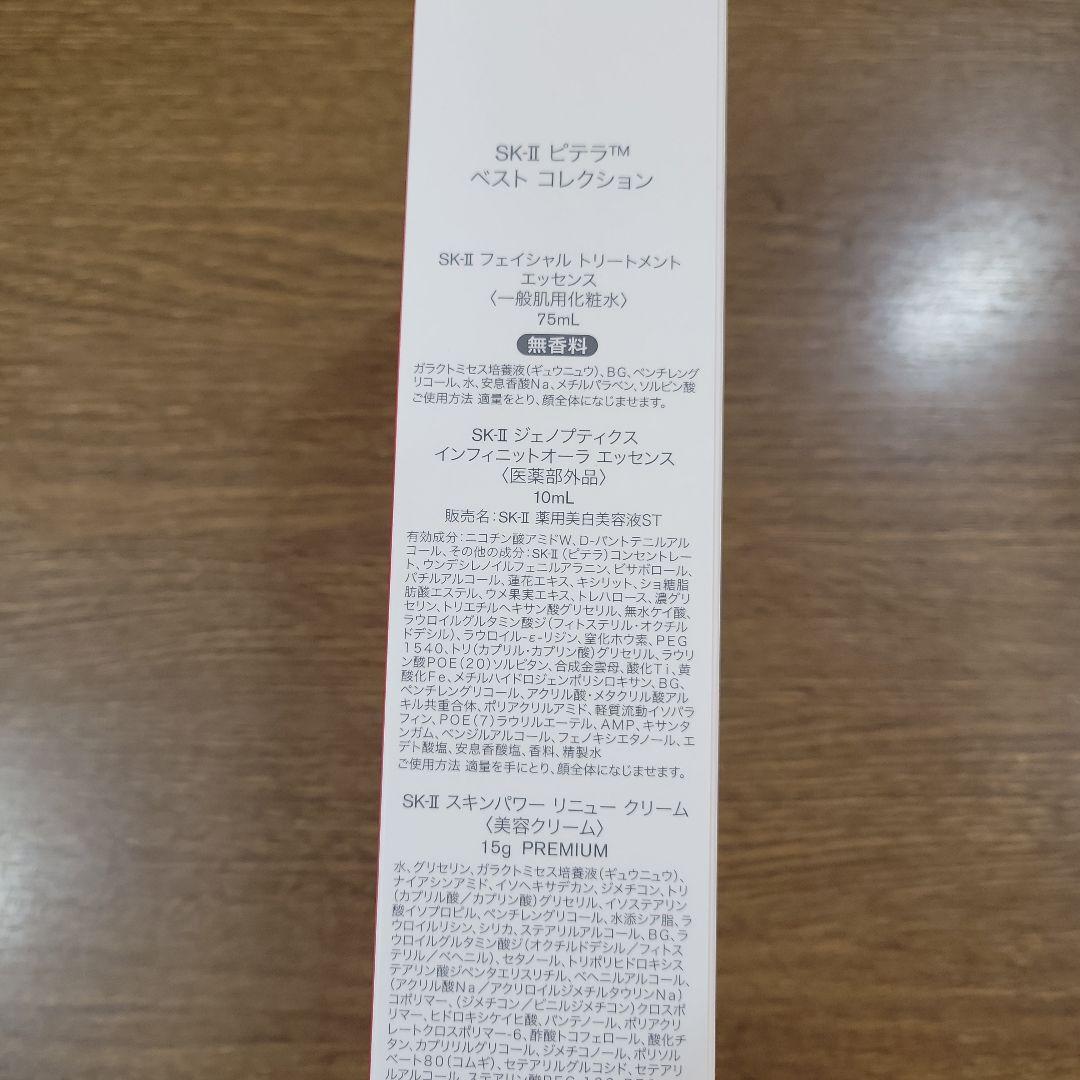 SK-II ピテラ™
ベスト コレクション
SK-II フェイシャル トリートメント
エッセンス
〈一般肌用化粧水〉
75mL
無香料
ガラクトミセス培養液(ギュウニュウ)、BG、ペンチレング
リコール、水、安息香酸Na、メチルパラベン、ソルビン酸
ご使用方法 適量をとり、顔全体になじませます。
SK-II ジェノプティクス
インフィニットオーラ エッセンス
〈医薬部外品〉
10mL
販売名:SK-II 薬用美白美容液ST
有効成分:ニコチン酸アミドW、D-パントテニルアル
コール、その他の成分:SK-II(ピテラ)コンセントレー
ト、ウンデシレノイルフェニルアラニン、ビサボロール、
バチルアルコール、蓮花エキス、キシリット、ショ糖脂
肪酸エステル、ウメ果実エキス、トレハロース、濃グリ
セリン、トリエチルヘキサン酸グリセリル、無水ケイ酸、
ラウロイルグルタミン酸ジ(フィトステリル・オクチルド
デシル)、ラウロイル-ε-リジン、窒化ホウ素、PEG
1540、トリ(カプリル・カプリン酸)グリセリル、ラウリ
ン酸POE(20)ソルビタン、合成金雲母、酸化Ti、黄
酸化Fe、メチルハイドロジェンポリシロキサン、BG、
ペンチレングリコール、アクリル酸・メタクリル酸アル
キル共重合体、ポリアクリルアミド、軽質流動イソパラ
フィン、POE(7)ラウリルエーテル、AMP、キサンタ
ンガム、ベンジルアルコール、フェノキシエタノール、エ
デト酸塩、安息香酸塩、香料、精製水
ご使用方法 適量を手にとり、顔全体になじませます。
SK-II スキンパワー リニュー クリーム
〈美容クリーム〉
15g PREMIUM
水、グリセリン、ガラクトミセス培養液(ギュウニュウ)、
ナイアシンアミド、イソヘキサデカン、ジメチコン、トリ
(カプリル酸/カプリン酸)グリセリル、イソステアリン
酸イソプロピル、ペンチレングリコール、水添シア脂、ラ
ウロイルリシン、シリカ、ステアリルアルコール、BG、ラ
ウロイルグルタミン酸ジ(オクチルドデシル/フィトス
テリル/ベヘニル)、セタノール、トリポリヒドロキシス
テアリン酸ジペンタエリスリチル、ベヘニルアルコール、
(アクリル酸Na/アクリロイルジメチルタウリンNa)
コポリマー、(ジメチコン/ビニルジメチコン)クロスポ
リマー、ヒドロキシケイヒ酸、パンテノール、ポリアクリ
レートクロスポリマー-6、酢酸トコフェロール、酸化チ
タン、カプリリルグリコール、ジメチコノール、ポリソル
ベート80(コムギ)、セテアリルグルコシド、セテアリ
ルアルコール、ステアリン酸PEG-100